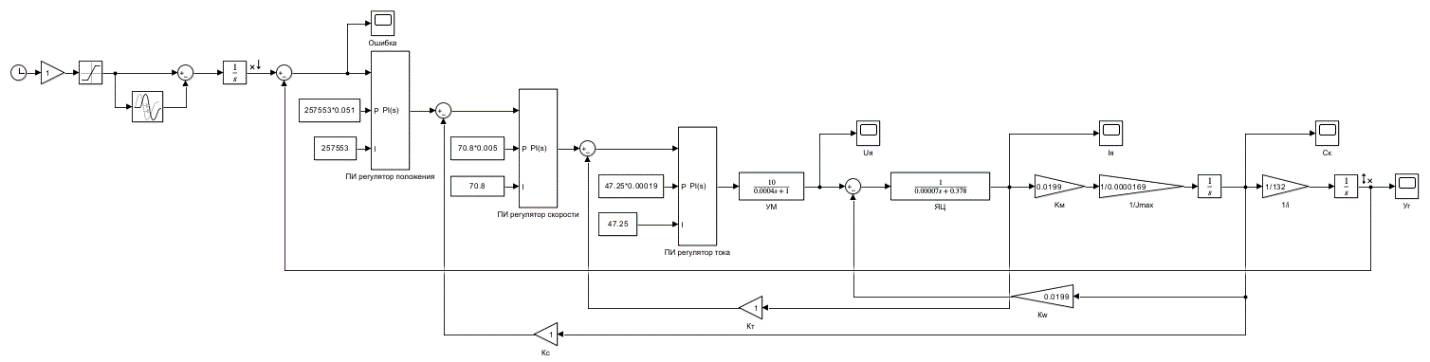 Ошибка
1
1
s
257553*0.051
P PI(s)
257553
I
ПИ регулятор положения
70.8*0.005
P PI(s)
70.8
I
ПИ регулятор скорости
47.25*0.00019
P PI(s)
47.25
I
ПИ регулятор тока
10
0.0004s + 1
УМ
Uя
1
0.00007s + 0.378
ЯЦ
Iя
0.0199
Kм
1/0.0000169
1/Jmax
1
s
Ск
1/132
1/i
1
s
Уг
0.0199
Kw
1
Kт
1
Kс